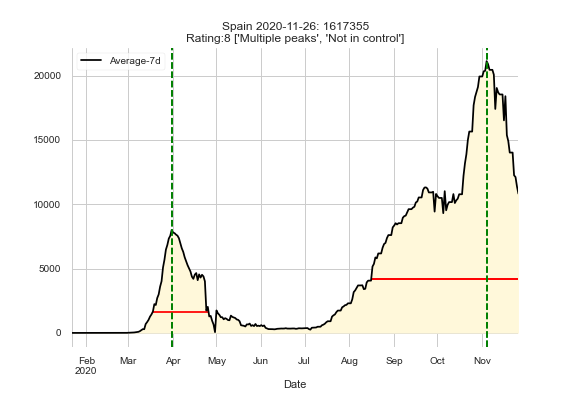 Spain 2020-11-26: 1617355
Rating:8 ['Multiple peaks', 'Not in control']
Average-7d
20000
15000
10000
5000
0
Feb Mar Apr May Jun Jul Aug Sep Oct Nov
2020
Date